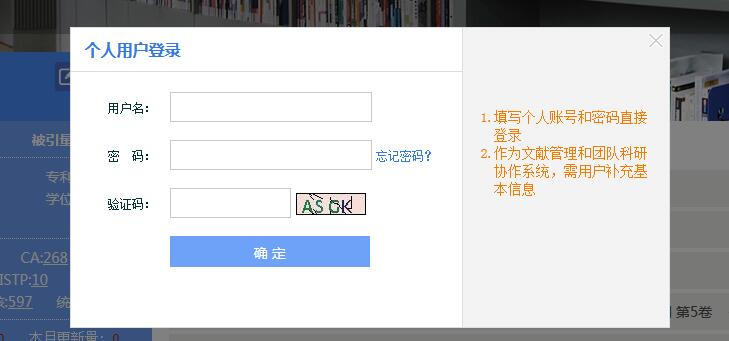 个人用户登录
用户名：
密 码：
忘记密码？
验证码：
确 定
1. 填写个人账号和密码直接
登录
2. 作为文献管理和团队科研
协作系统，需用户补充基
本信息
被引量
专利
学位
CA:268
ISTP:10
:597 统
本月更新量：0
第5卷